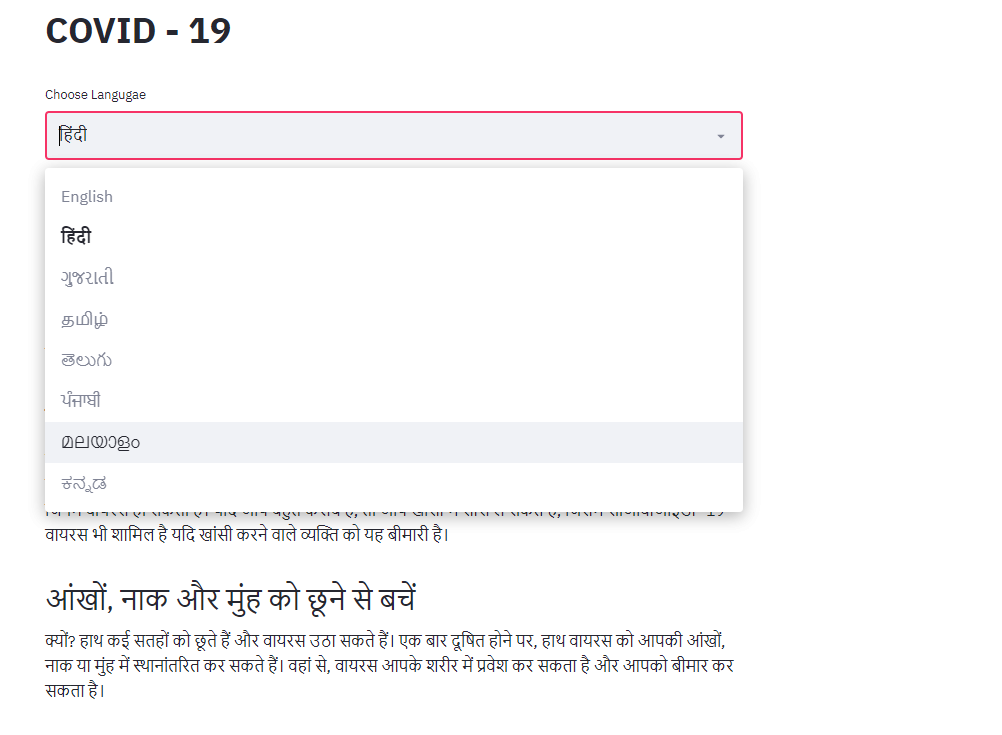 COVID - 19
Choose Langugae
हिंदी
English
हिंदी
ગુજરાતી
தமிழ்
తెలుగు
ਪੰਜਾਬੀ
മലയാളം
ಕನ್ನಡ
वायरस भी शामिल है यदि खांसी करने वाले व्यक्ति को यह बीमारी है।
आंखों, नाक और मुंह को छूने से बचें
क्यों? हाथ कई सतहों को छूते हैं और वायरस उठा सकते हैं। एक बार दूषित होने पर, हाथ वायरस को आपकी आंखों,
नाक या मुंह में स्थानांतरित कर सकते हैं। वहां से, वायरस आपके शरीर में प्रवेश कर सकता है और आपको बीमार कर
सकता है।